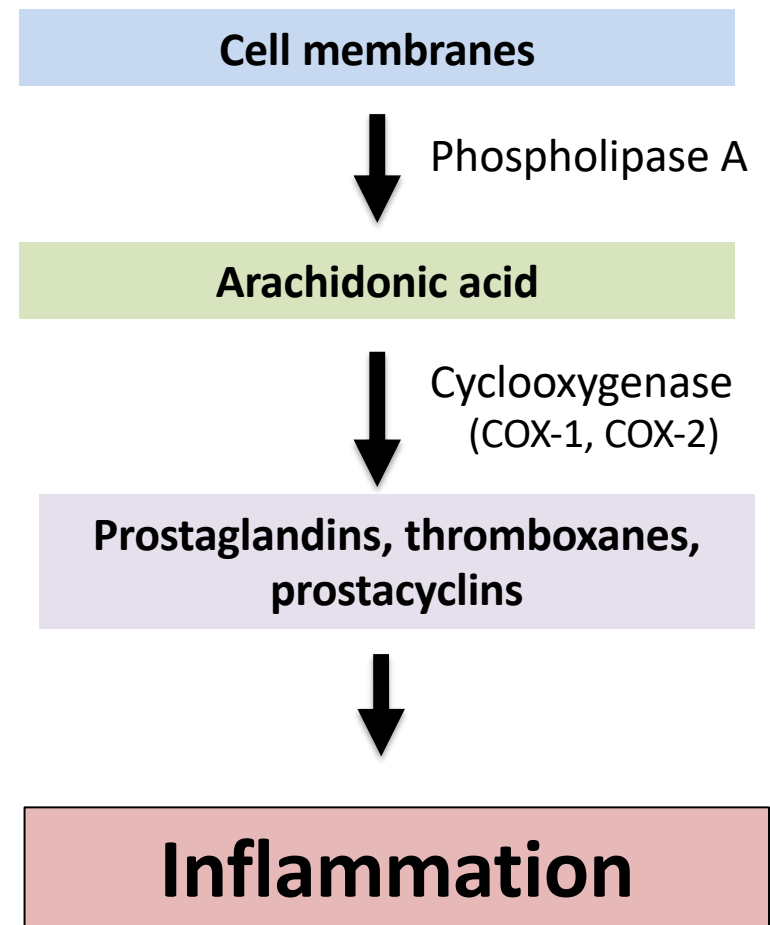 Cell membranes
Phospholipase A
Arachidonic acid
Cyclooxygenase
(COX-1, COX-2)
Prostaglandins, thromboxanes,
prostacyclins
Inflammation